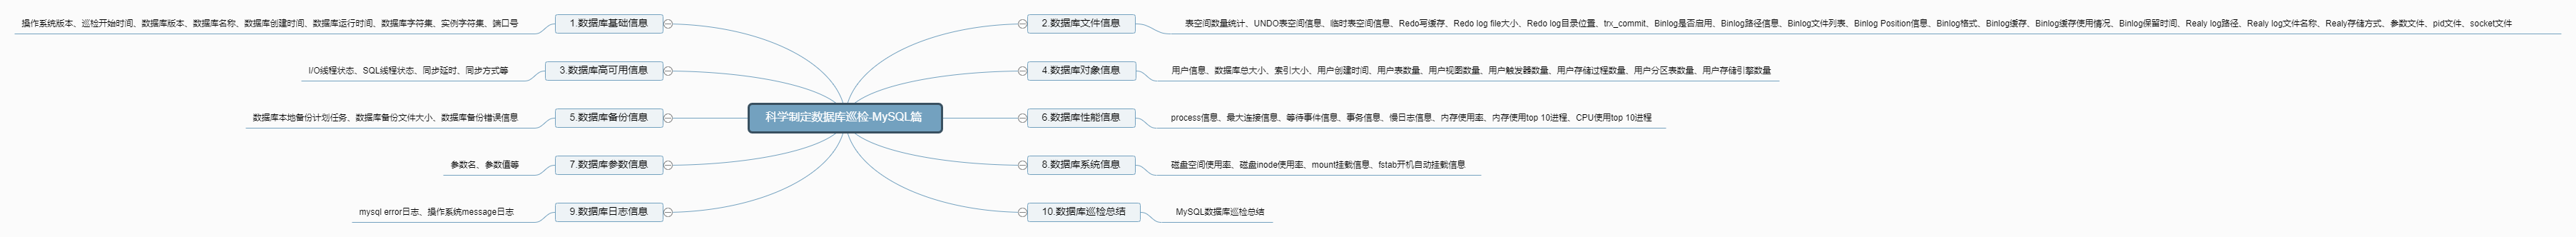 科学制定数据库巡检-MySQL篇
1.数据库基础信息
操作系统版本、巡检开始时间、数据库版本、数据库名称、数据库创建时间、数据库运行时间、数据库字符集、实例字符集、端口号
2.数据库文件信息
表空间数量统计、UNDO表空间信息、临时表空间信息、Redo写缓存、Redo log file大小、Redo log目录位置、trx_commit、Binlog是否启用、Binlog路径信息、Binlog文件列表、Binlog Position信息、Binlog格式、Binlog缓存、Binlog缓存使用情况、Binlog保留时间、Realy log路径、Realy log文件名称、Realy存储方式、参数文件、pid文件、socket文件
3.数据库高可用信息
I/O线程状态、SQL线程状态、同步延时、同步方式等
4.数据库对象信息
用户信息、数据库总大小、索引大小、用户创建时间、用户表数量、用户视图数量、用户触发器数量、用户存储过程数量、用户分区表数量、用户存储引擎数量
5.数据库备份信息
数据库本地备份计划任务、数据库备份文件大小、数据库备份错误信息
6.数据库性能信息
process信息、最大连接信息、等待事件信息、事务信息、慢日志信息、内存使用率、内存使用top 10进程、CPU使用top 10进程
7.数据库参数信息
参数名、参数值等
8.数据库系统信息
磁盘空间使用率、磁盘inode使用率、mount挂载信息、fstab开机自动挂载信息
9.数据库日志信息
mysql error日志、操作系统message日志
10.数据库巡检总结
MySQL数据库巡检总结